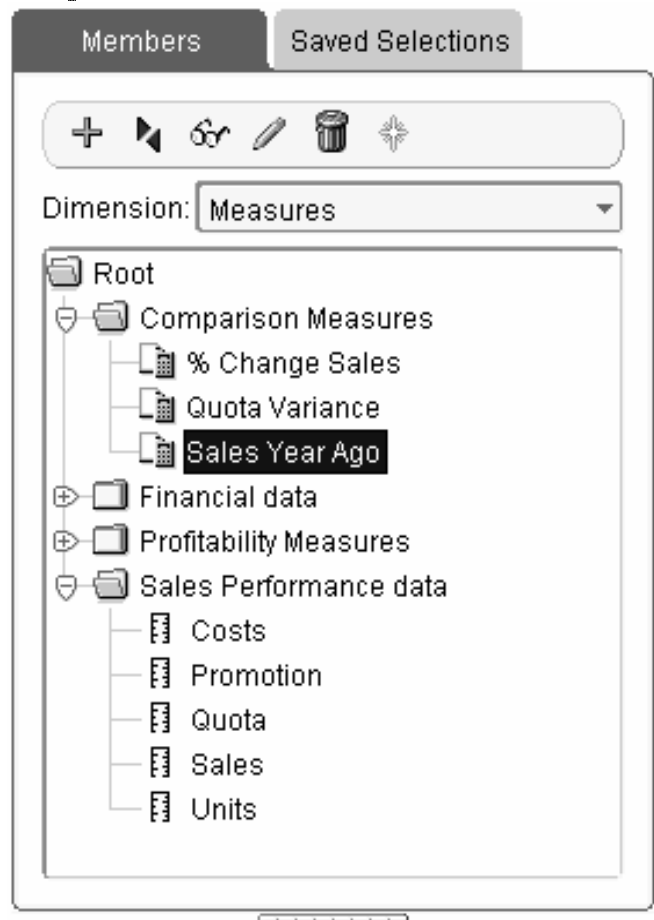 Members
Saved Selections
Dimension: Measures
Root
Comparison Measures
% Change Sales
Quota Variance
Sales Year Ago
Financial data
Profitability Measures
Sales Performance data
Costs
Promotion
Quota
Sales
Units